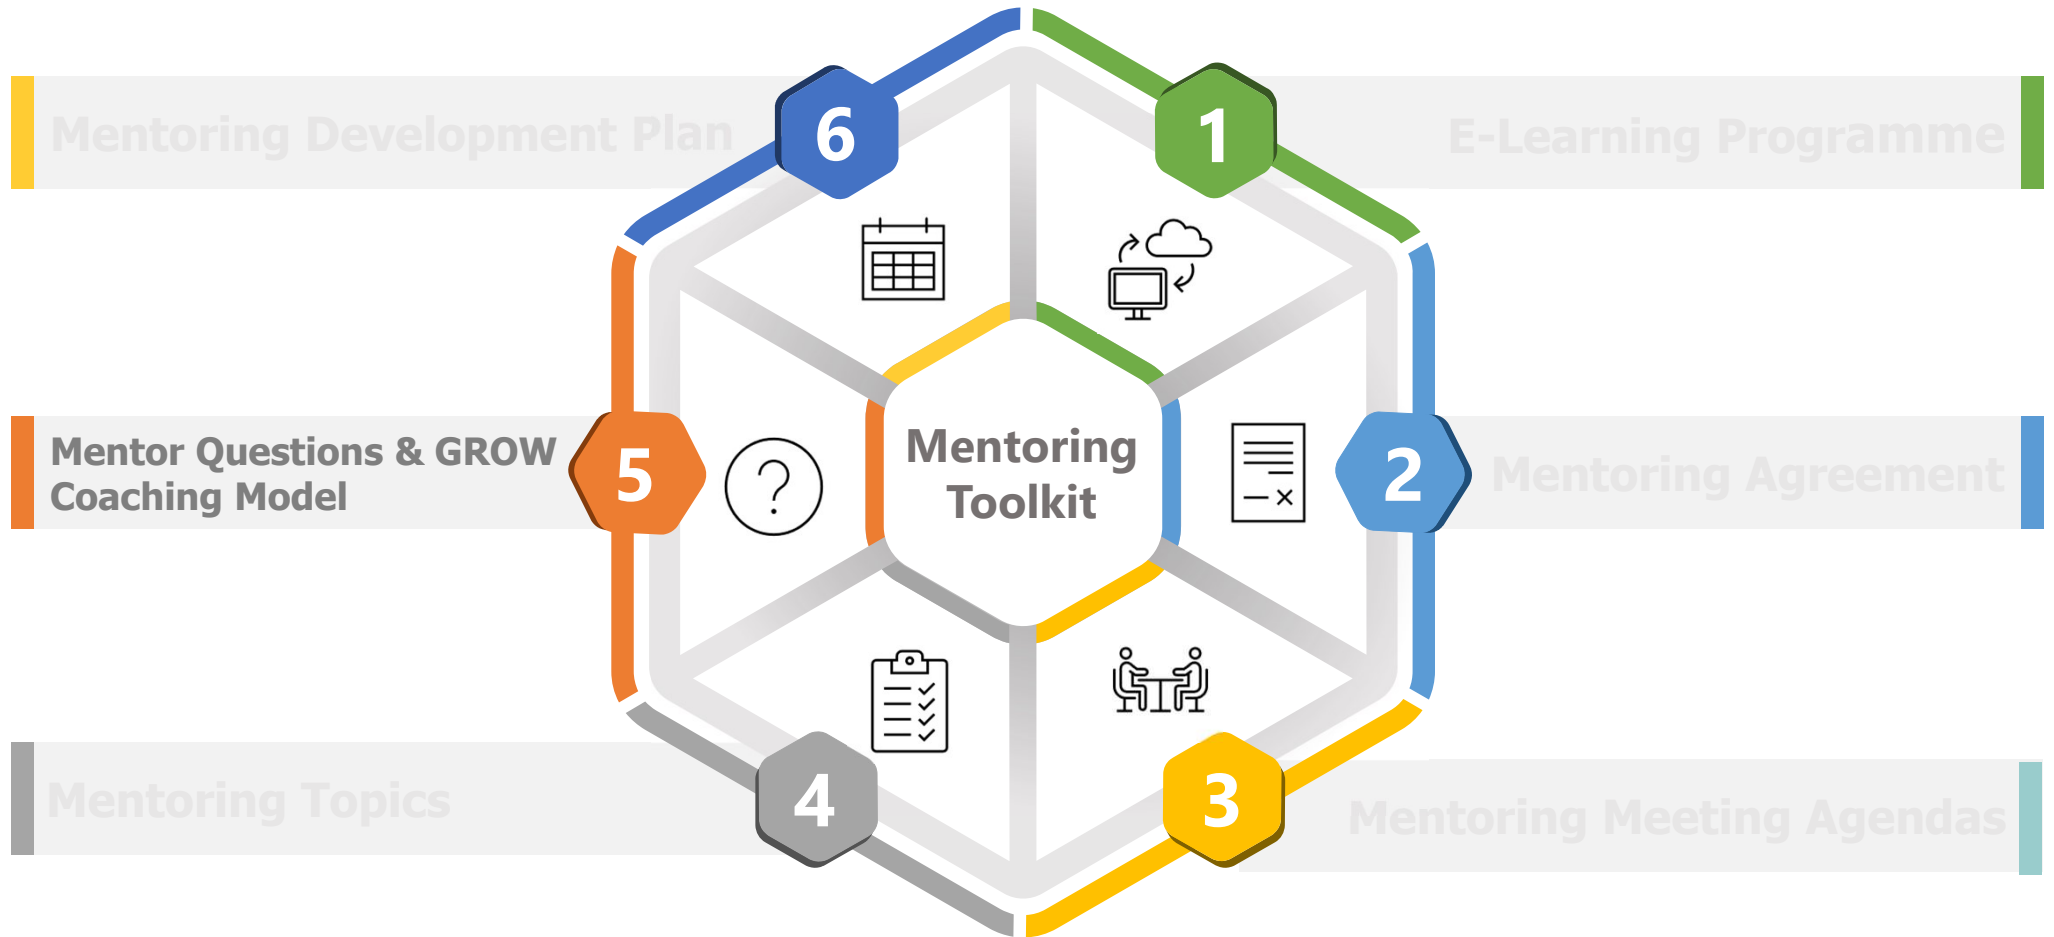 Mentoring Development Plan
6
1
E-Learning Programme
Mentor Questions & GROW
Coaching Model
5
Mentoring
Toolkit
2
Mentoring Agreement
Mentoring Topics
4
3
Mentoring Meeting Agendas